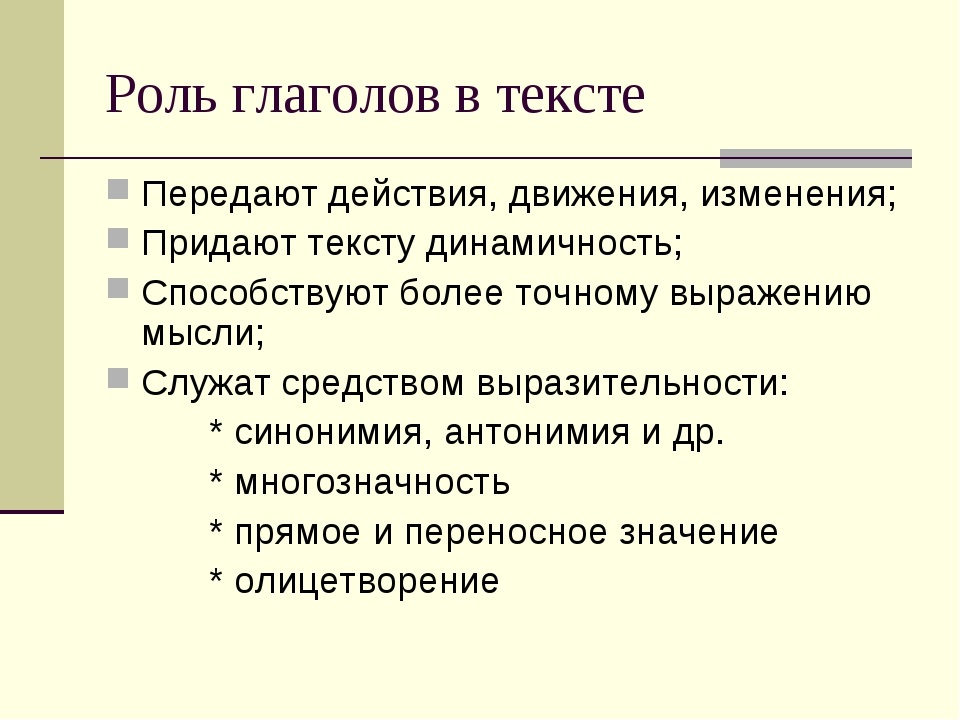 Роль глаголов в тексте
Передают действия, движения, изменения;
Придают тексту динамичность;
Способствуют более точному выражению
мысли;
Служат средством выразительности:
* синонимия, антонимия и др.
* многозначность
* прямое и переносное значение
* олицетворение